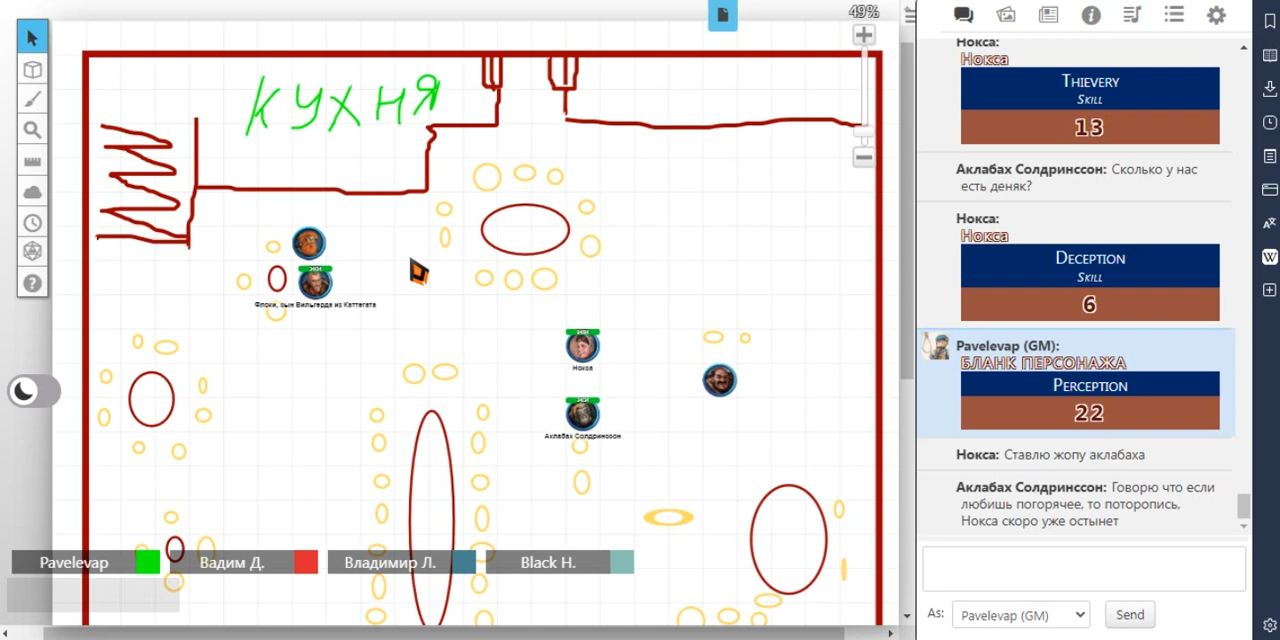 49%
КУХНЯ
Флоки, сын Вильгерда из Каттегата
Нокса
Аклабах Солдринссон
Pavelevap
Вадим Д.
Владимир Л.
Black H.
Нокса:
Нокса
THIEVERY
SKILL
13
Аклабах Солдринссон: Сколько у нас
есть деняк?
Нокса:
Нокса
DECEPTION
SKILL
6
Pavelevap (GM):
БЛАНК ПЕРСОНАЖА
PERCEPTION
22
Нокса: Ставлю жопу аклабаха
Аклабах Солдринссон: Говорю что если
любишь погорячее, то поторопись,
Нокса скоро уже остынет
As: Pavelevap (GM) Send